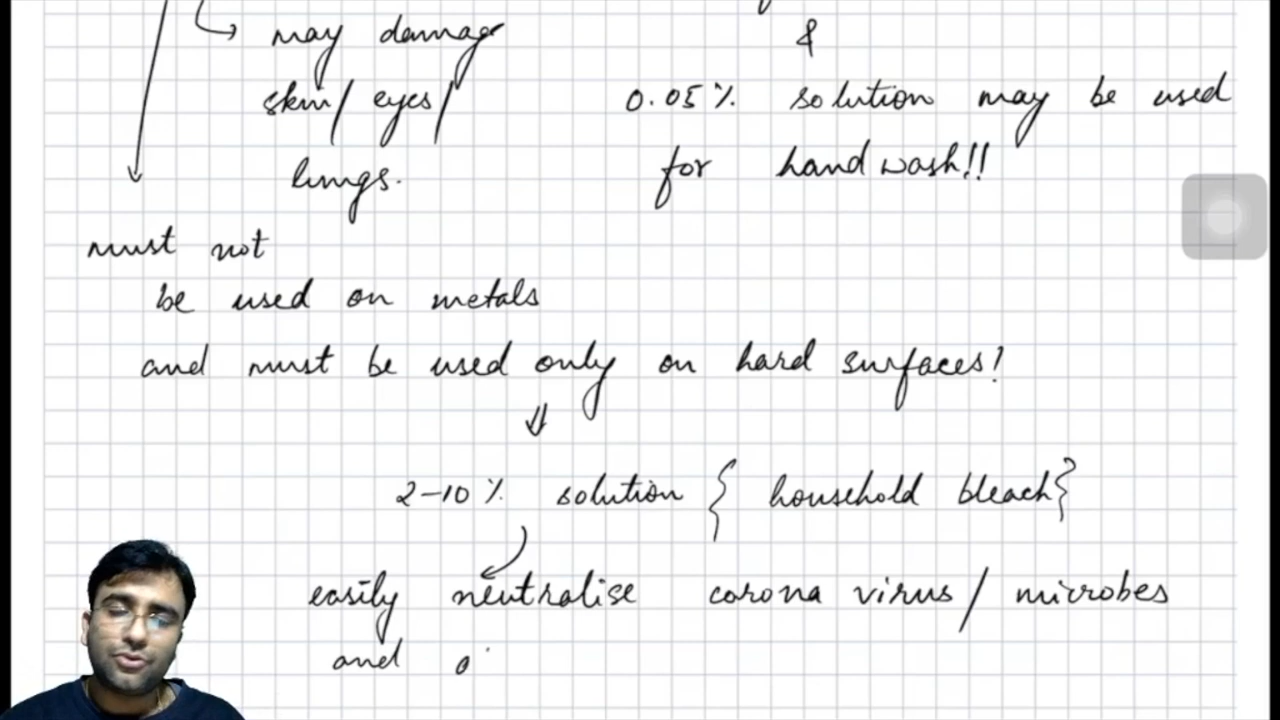 may damage
skin/ eyes/
lungs.
&
0.05% solution may be used
for hand wash!!
must not
be used on metals
and must be used only on hard surfaces!
2-10% solution { household bleach}
easily neutralise corona virus/ microbes
and